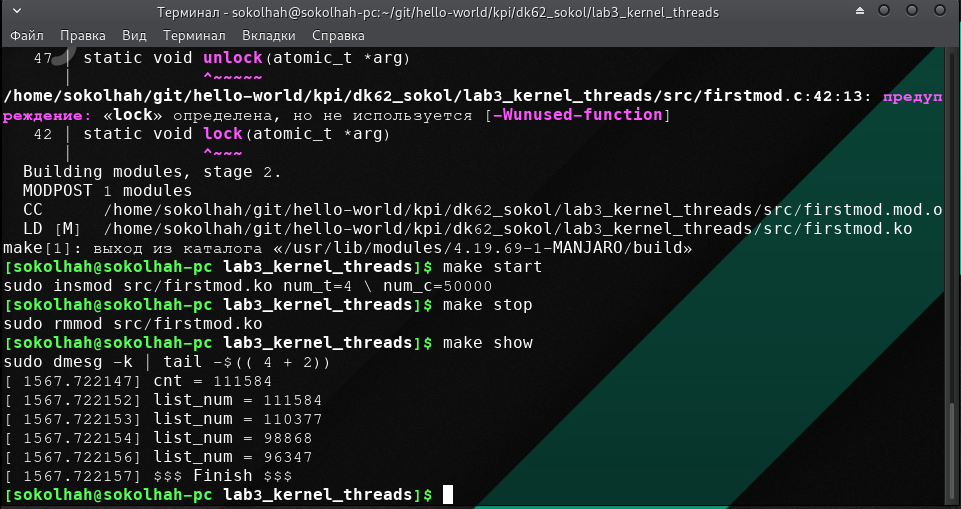 Терминал - sokolhah@sokolhah-pc:~/git/hello-world/kpi/dk62_sokol/lab3_kernel_threads
Файл Правка Вид Терминал Вкладки Справка
47 | static void unlock(atomic_t *arg)
| ^~~~~~
/home/sokolhah/git/hello-world/kpi/dk62_sokol/lab3_kernel_threads/src/firstmod.c:42:13: предуп
реждение: «lock» определена, но не используется [-Wunused-function]
42 | static void lock(atomic_t *arg)
| ^~~~
Building modules, stage 2.
MODPOST 1 modules
CC /home/sokolhah/git/hello-world/kpi/dk62_sokol/lab3_kernel_threads/src/firstmod.mod.o
LD [M] /home/sokolhah/git/hello-world/kpi/dk62_sokol/lab3_kernel_threads/src/firstmod.ko
make[1]: выход из каталога «/usr/lib/modules/4.19.69-1-MANJARO/build»
[sokolhah@sokolhah-pc lab3_kernel_threads]$ make start
sudo insmod src/firstmod.ko num_t=4 \ num_c=50000
[sokolhah@sokolhah-pc lab3_kernel_threads]$ make stop
sudo rmmod src/firstmod.ko
[sokolhah@sokolhah-pc lab3_kernel_threads]$ make show
sudo dmesg -k | tail -$(( 4 + 2))
[ 1567.722147] cnt = 111584
[ 1567.722152] list_num = 111584
[ 1567.722153] list_num = 110377
[ 1567.722154] list_num = 98868
[ 1567.722156] list_num = 96347
[ 1567.722157] $$$ Finish $$$
[sokolhah@sokolhah-pc lab3_kernel_threads]$